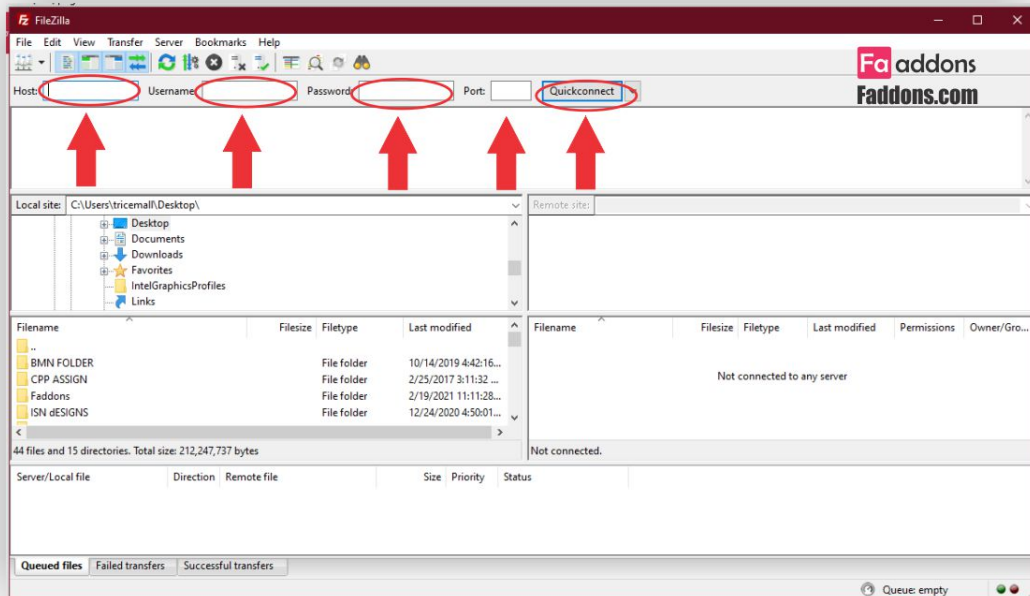 FileZilla
File Edit View Transfer Server Bookmarks Help
Fa addons
Faddons.com
Host: Username: Password: Port: Quickconnect
Local site: C:\Users\tricemall\Desktop\
Remote site:
Desktop
Documents
Downloads
Favorites
IntelGraphicsProfiles
Links
Filename Filesize Filetype Last modified
..
BMN FOLDER File folder 10/14/2019 4:42:16...
CPP ASSIGN File folder 2/25/2017 3:11:32 ...
Faddons File folder 2/19/2021 11:11:28...
ISN dESIGNS File folder 12/24/2020 4:50:01...
44 files and 15 directories. Total size: 212,247,737 bytes
Filename Filesize Filetype Last modified Permissions Owner/Gro...
Not connected to any server
Not connected.
Server/Local file Direction Remote file Size Priority Status
Queued files Failed transfers Successful transfers
Queue: empty